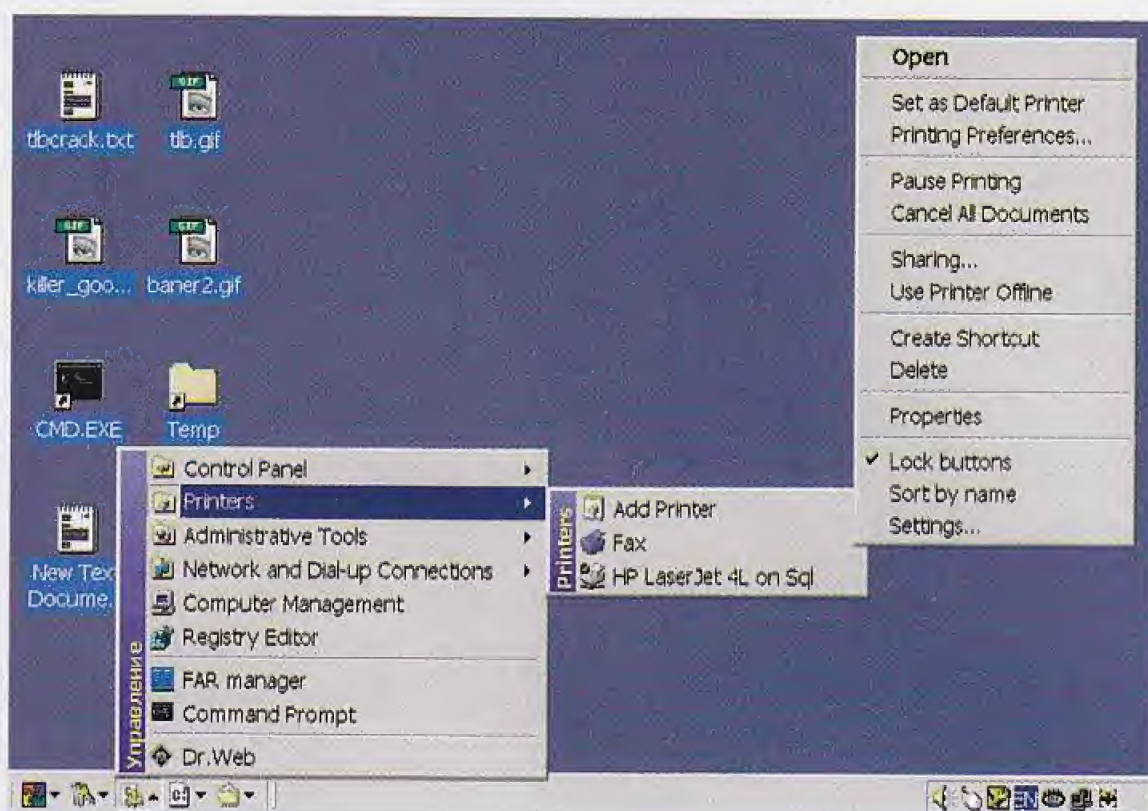 tlbcrack.txt
tlb.gif
killer_goo...
baner2.gif
CMD.EXE
Temp
New Tex
Docume.
Управление
Control Panel
Printers
Administrative Tools
Network and Dial-up Connections
Computer Management
Registry Editor
FAR manager
Command Prompt
Dr.Web
Printers
Add Printer
Fax
HP LaserJet 4L on Sql
Open
Set as Default Printer
Printing Preferences...
Pause Printing
Cancel All Documents
Sharing...
Use Printer Offline
Create Shortcut
Delete
Properties
Lock buttons
Sort by name
Settings...
EN